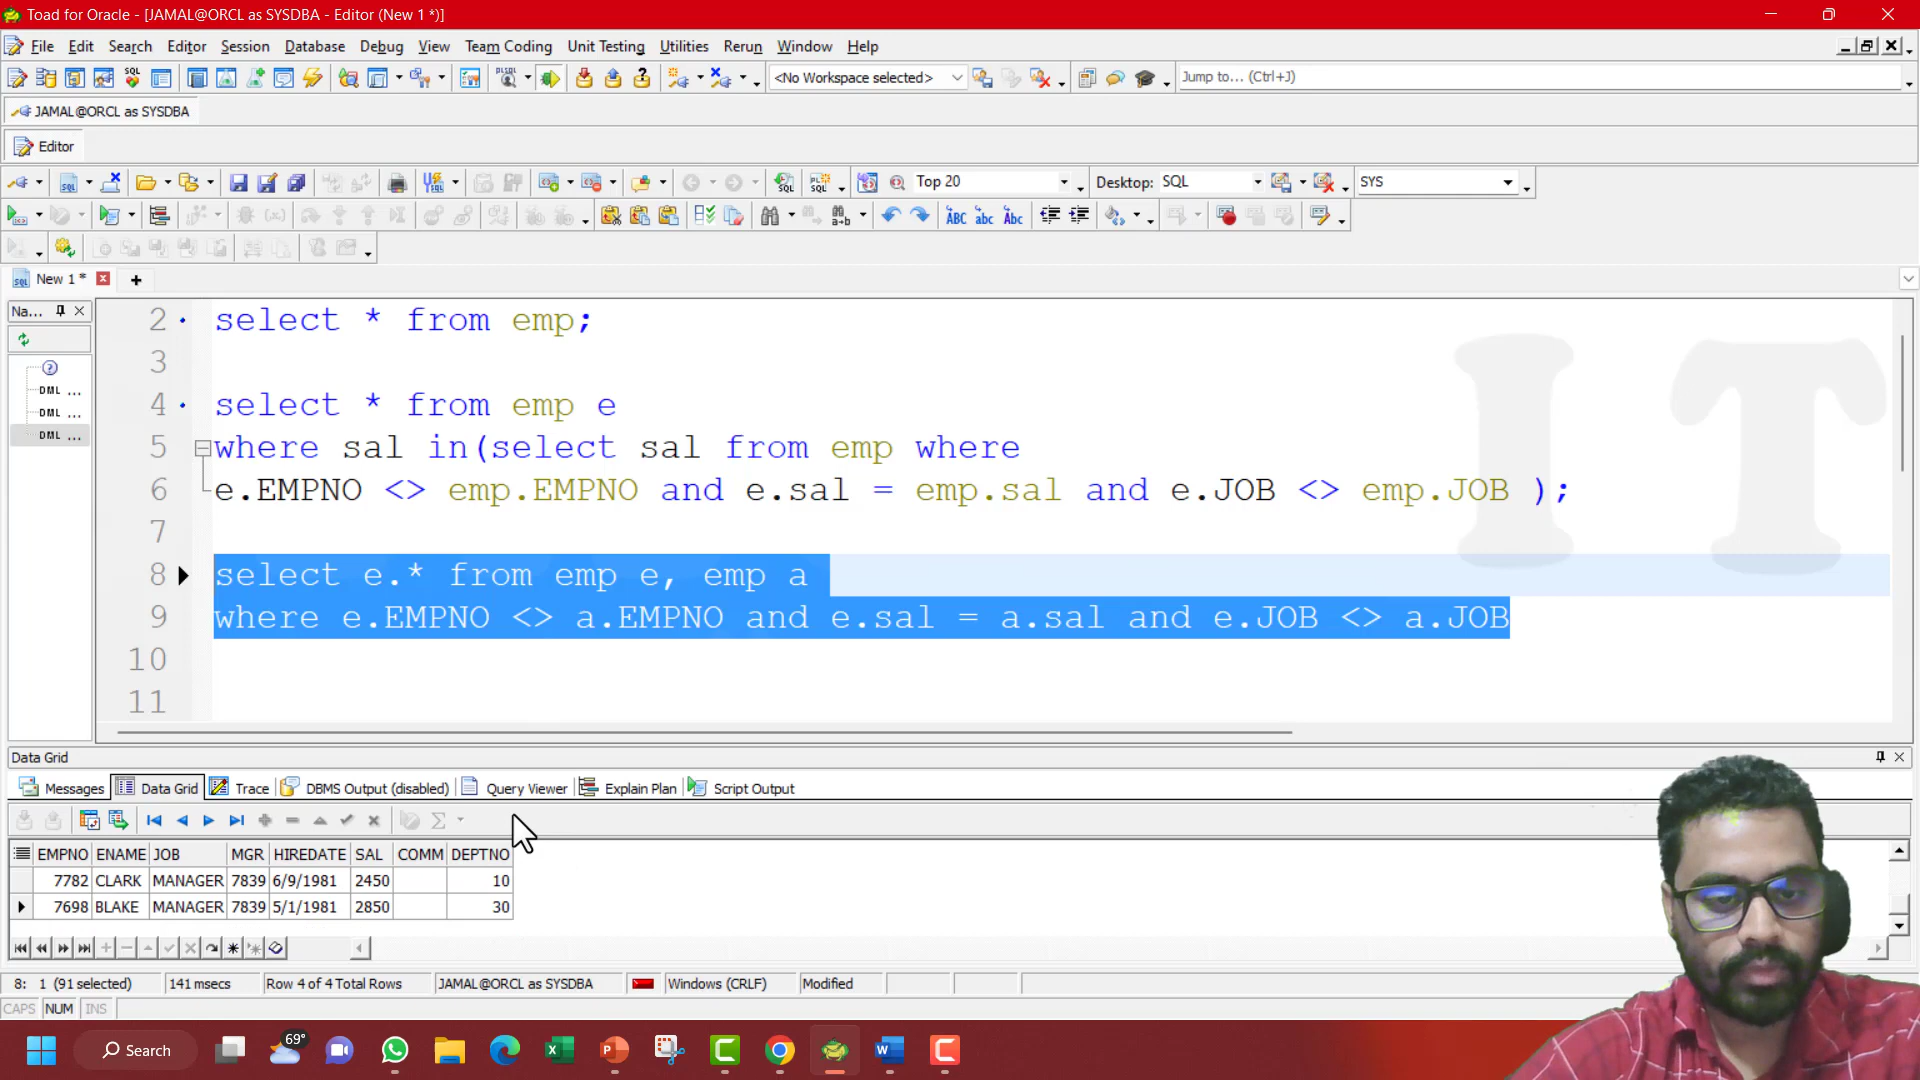 Toad for Oracle - [JAMAL@ORCL as SYSDBA - Editor (New 1 *)]
File Edit Search Editor Session Database Debug View Team Coding Unit Testing Utilities Rerun Window Help
<No Workspace selected> Jump to... (Ctrl+J)
JAMAL@ORCL as SYSDBA
Editor
Top 20 Desktop: SQL SYS
New 1 *
Na...
2 select * from emp;
3
4 select * from emp e
5 where sal in(select sal from emp where
6 e.EMPNO <> emp.EMPNO and e.sal = emp.sal and e.JOB <> emp.JOB );
7
8 select e.* from emp e, emp a
9 where e.EMPNO <> a.EMPNO and e.sal = a.sal and e.JOB <> a.JOB
10
11
DML ...
DML ...
DML ...
IT
Data Grid
Messages Data Grid Trace DBMS Output (disabled) Query Viewer Explain Plan Script Output
EMPNO ENAME JOB MGR HIREDATE SAL COMM DEPTNO
7782 CLARK MANAGER 7839 6/9/1981 2450 10
7698 BLAKE MANAGER 7839 5/1/1981 2850 30
8: 1 (91 selected) 141 msecs Row 4 of 4 Total Rows JAMAL@ORCL as SYSDBA Windows (CRLF) Modified
CAPS NUM INS
Search 69°